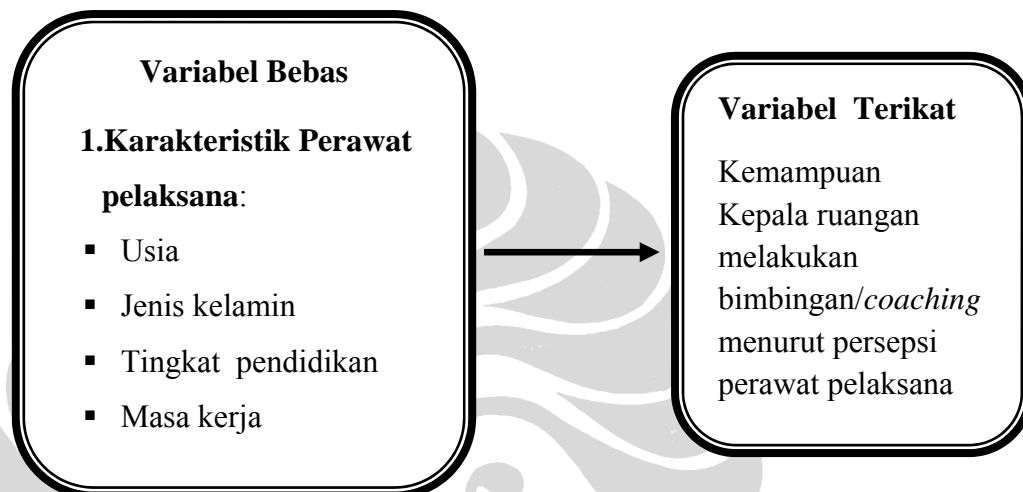 Variabel Bebas
1.Karakteristik Perawat
pelaksana:
▪ Usia
▪ Jenis kelamin
▪ Tingkat pendidikan
▪ Masa kerja
Variabel Terikat
Kemampuan
Kepala ruangan
melakukan
bimbingan/coaching
menurut persepsi
perawat pelaksana